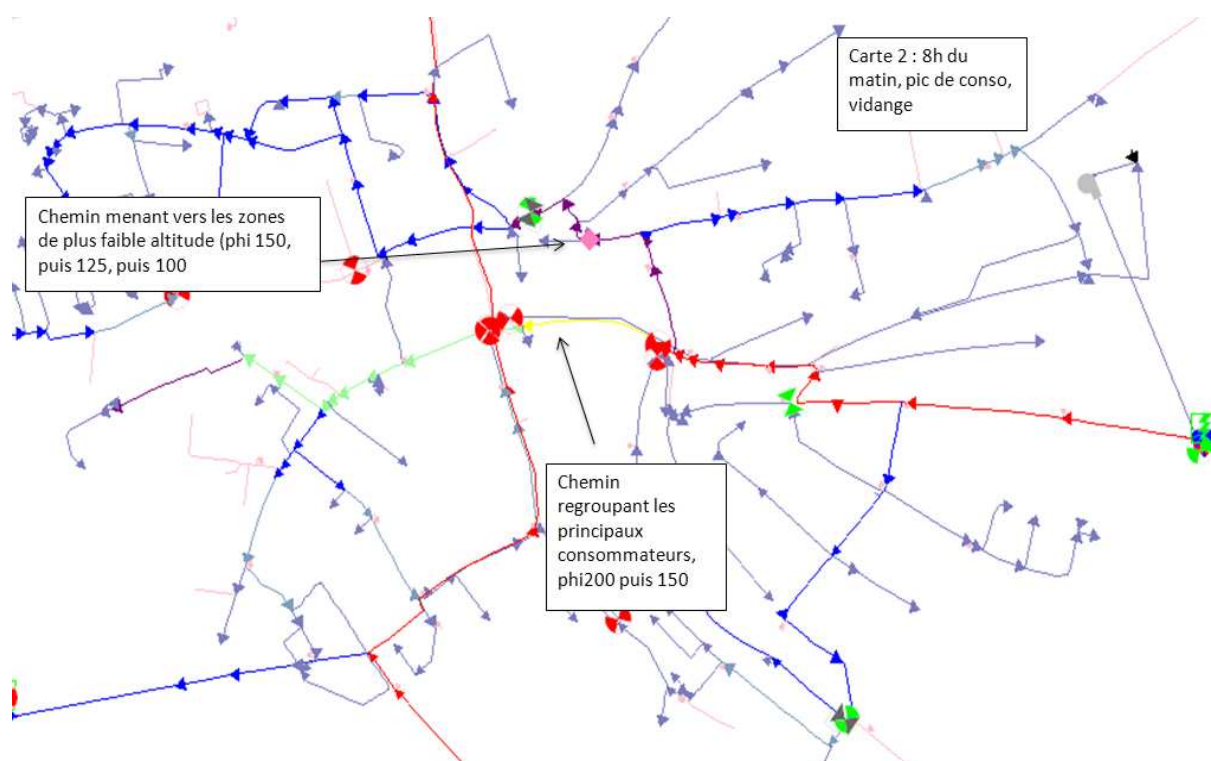 Carte 2 : 8h du
matin, pic de conso,
vidange
Chemin menant vers les zones
de plus faible altitude (phi 150,
puis 125, puis 100
Chemin
regroupant les
principaux
consommateurs,
phi200 puis 150